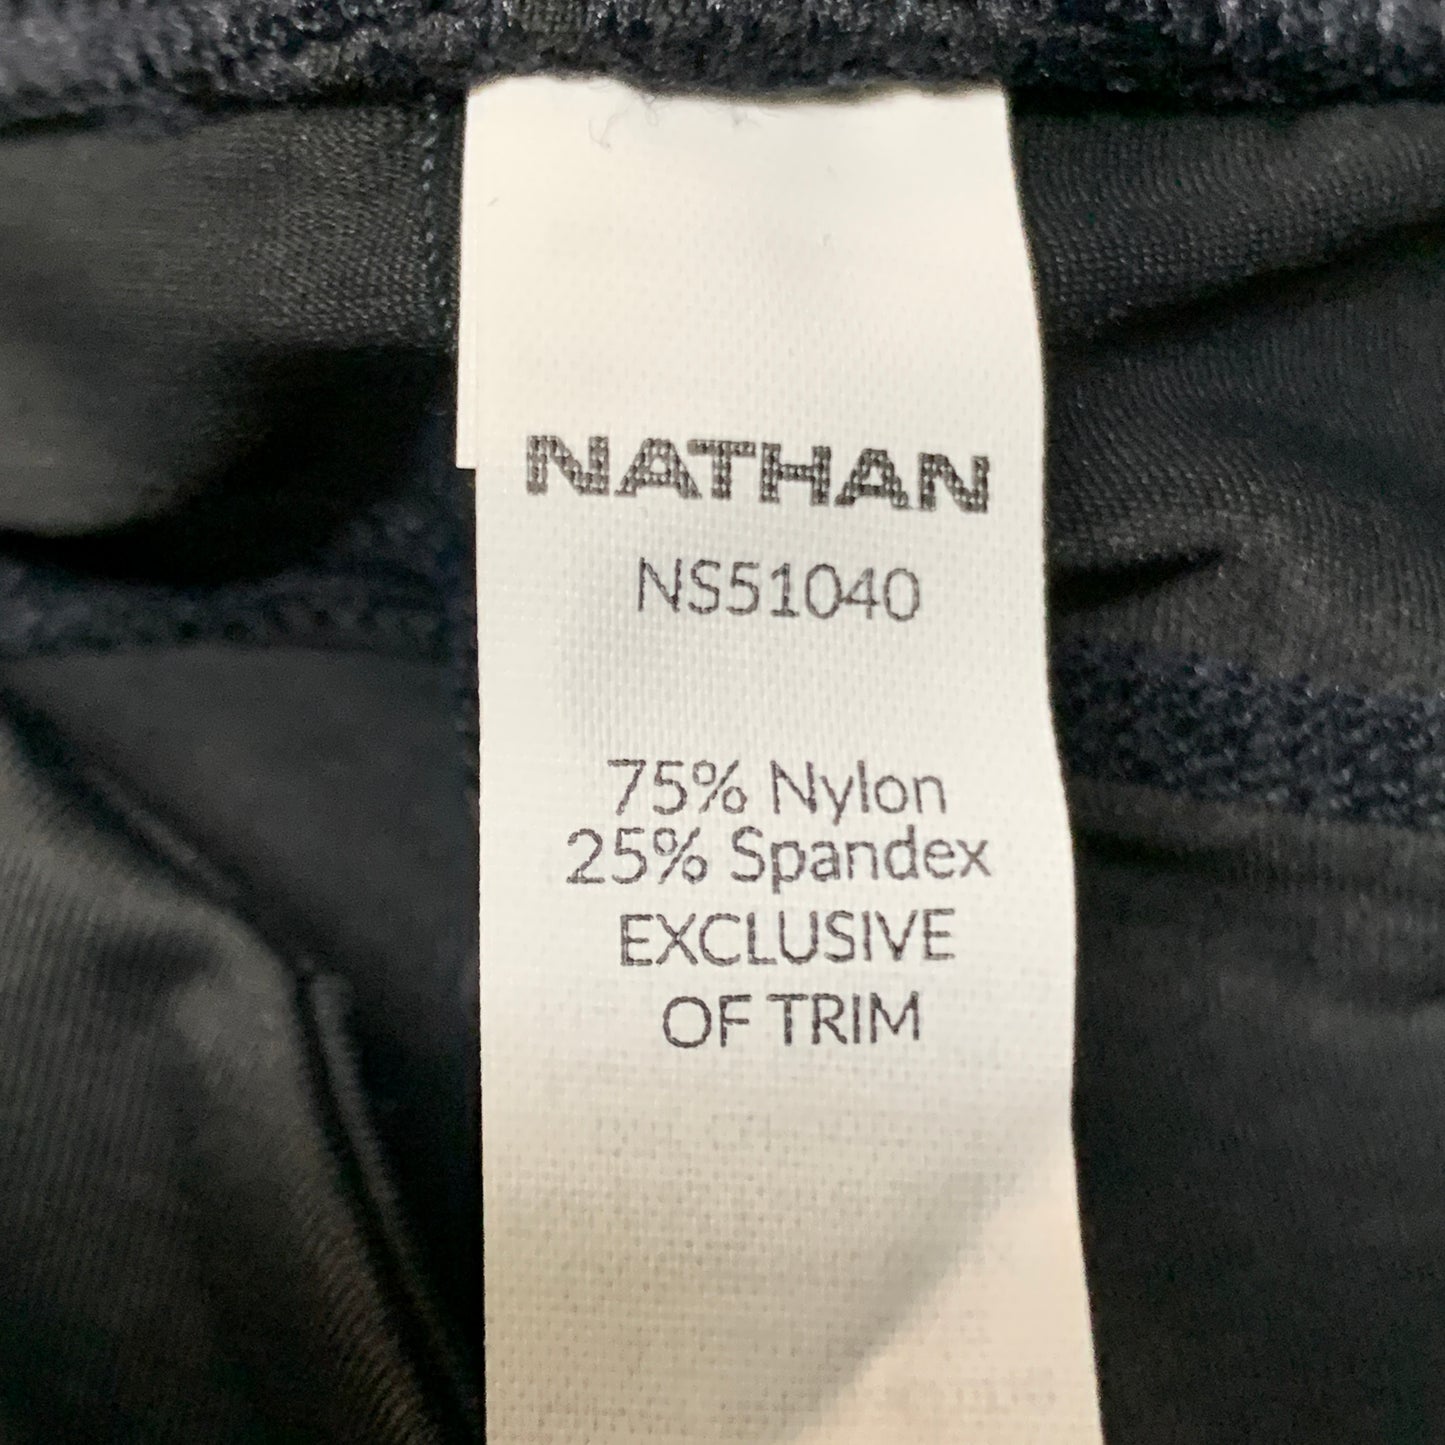 NATHAN
NS51040
75% Nylon
25% Spandex
EXCLUSIVE
OF TRIM